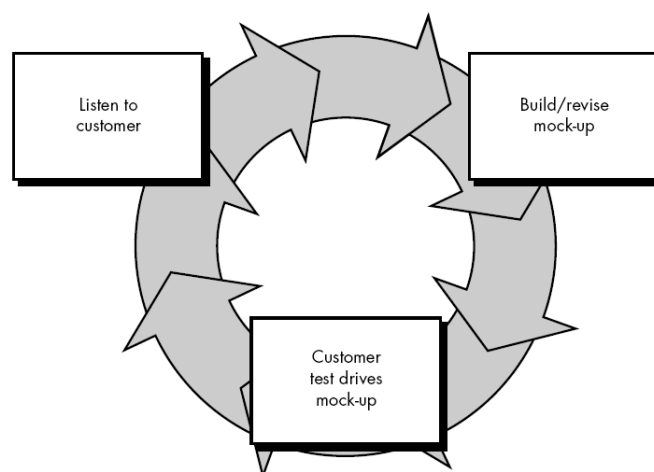 Listen to
customer
Build/revise
mock-up
Customer
test drives
mock-up